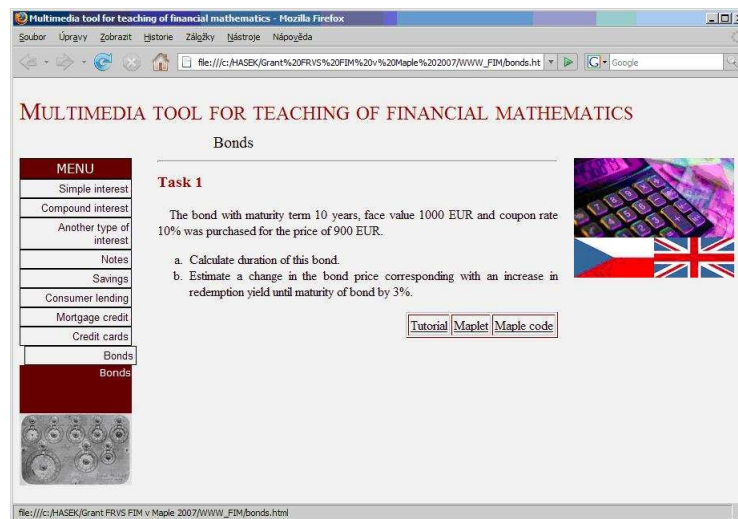 Multimedia tool for teaching of financial mathematics - Mozilla Firefox
Soubor Úpravy Zobrazit Historie Záložky Nástroje Nápověda
file:///c:/HASEK/Grant%20FRVS%20FIM%20v%20Maple%202007/WWW_FIM/bonds.ht
G Google
MULTIMEDIA TOOL FOR TEACHING OF FINANCIAL MATHEMATICS
Bonds
MENU
Simple interest
Compound interest
Another type of
interest
Notes
Savings
Consumer lending
Mortgage credit
Credit cards
Bonds
Bonds
Task 1
The bond with maturity term 10 years, face value 1000 EUR and coupon rate
10% was purchased for the price of 900 EUR.
a. Calculate duration of this bond.
b. Estimate a change in the bond price corresponding with an increase in
redemption yield until maturity of bond by 3%.
Tutorial Maplet Maple code
file:///c:/HASEK/Grant FRVS FIM v Maple 2007/WWW_FIM/bonds.html